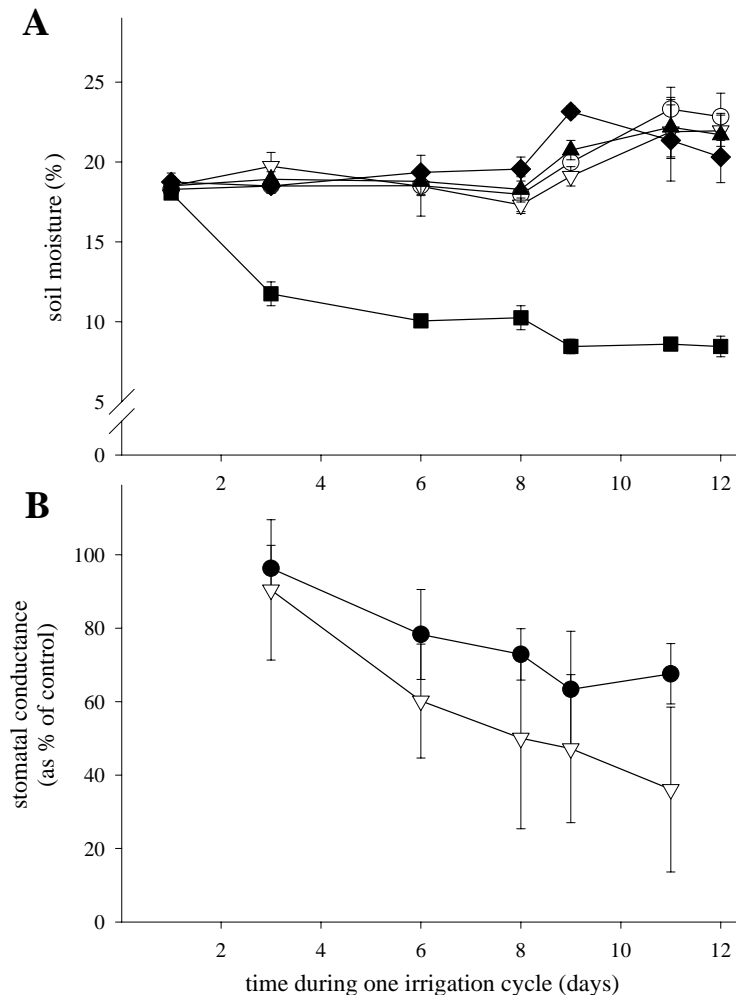 A
25
20
15
10
5
0
soil moisture (%)
2 4 6 8 10 12
B
100
80
60
40
20
0
stomatal conductance
(as % of control)
2 4 6 8 10 12
time during one irrigation cycle (days)